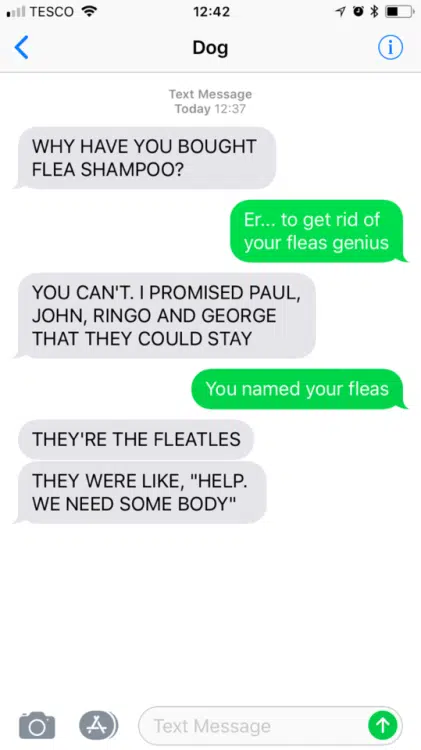 TESCO 12:42
Dog
Text Message
Today 12:37
WHY HAVE YOU BOUGHT
FLEA SHAMPOO?
Er... to get rid of
your fleas genius
YOU CAN'T. I PROMISED PAUL,
JOHN, RINGO AND GEORGE
THAT THEY COULD STAY
You named your fleas
THEY'RE THE FLEATLES
THEY WERE LIKE, "HELP.
WE NEED SOME BODY"
Text Message